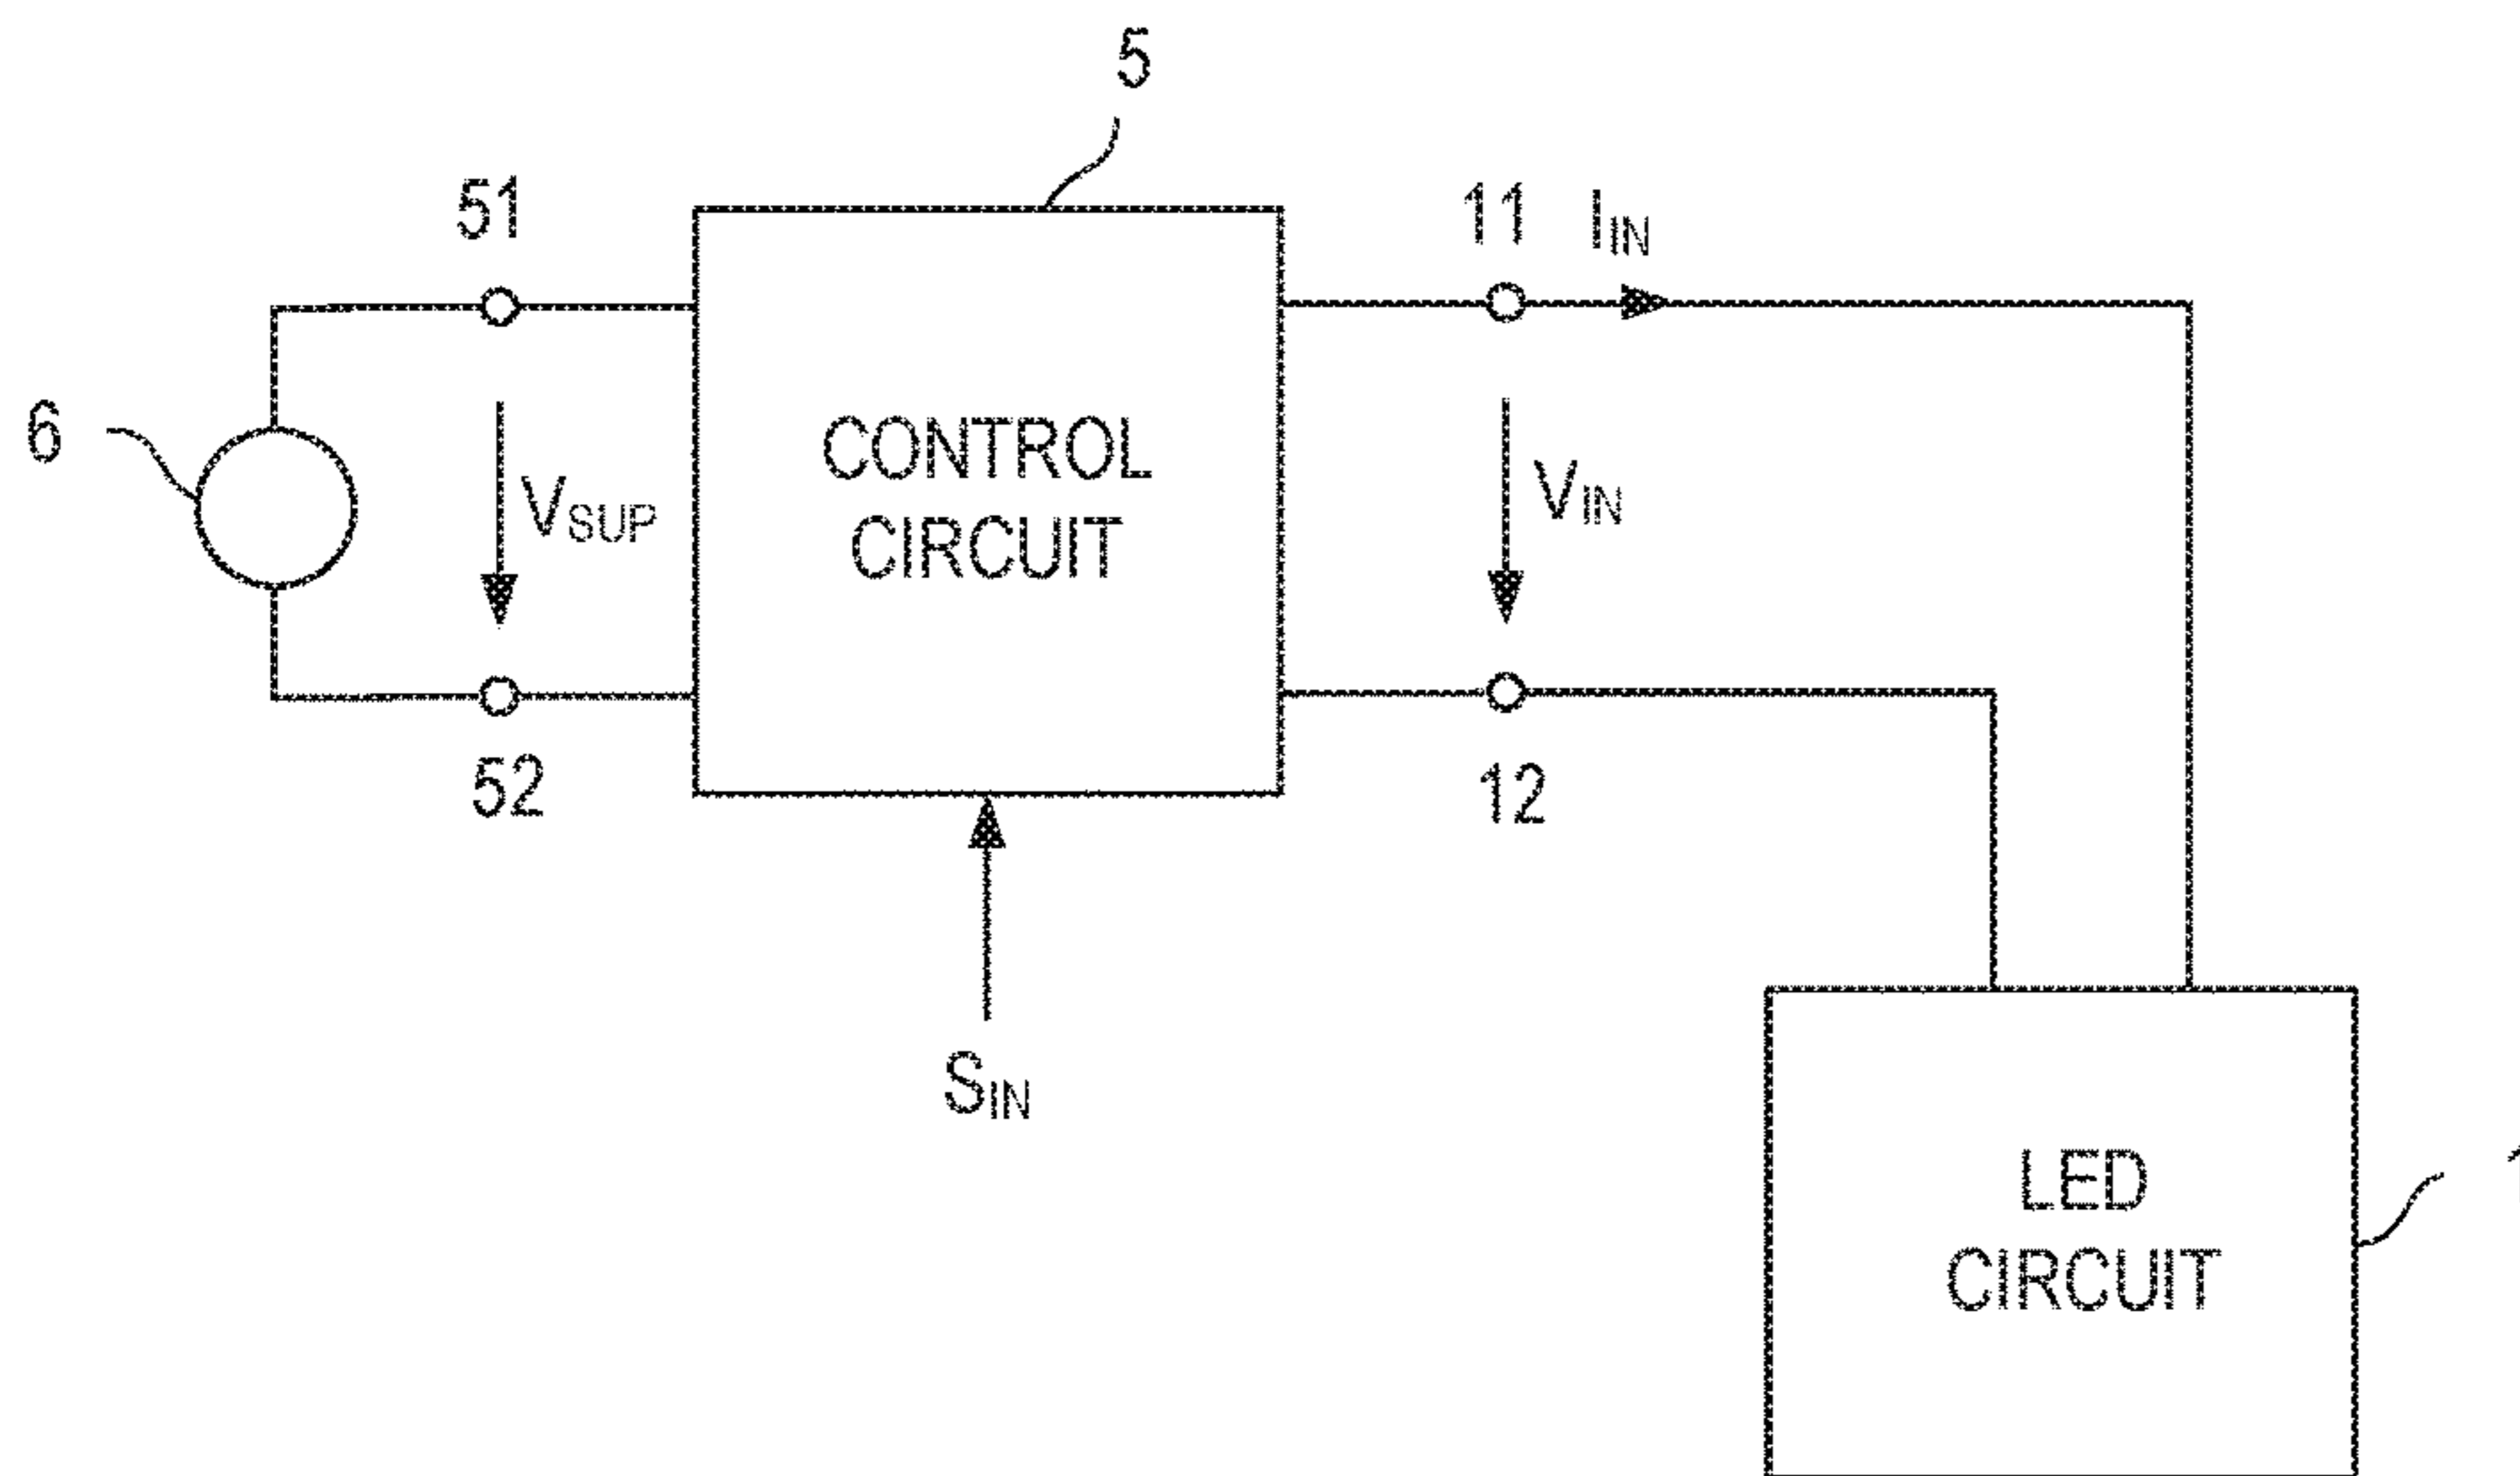 5
51
11 IIN
6
VSUP
CONTROL
CIRCUIT
VIN
52
12
SIN
LED
CIRCUIT